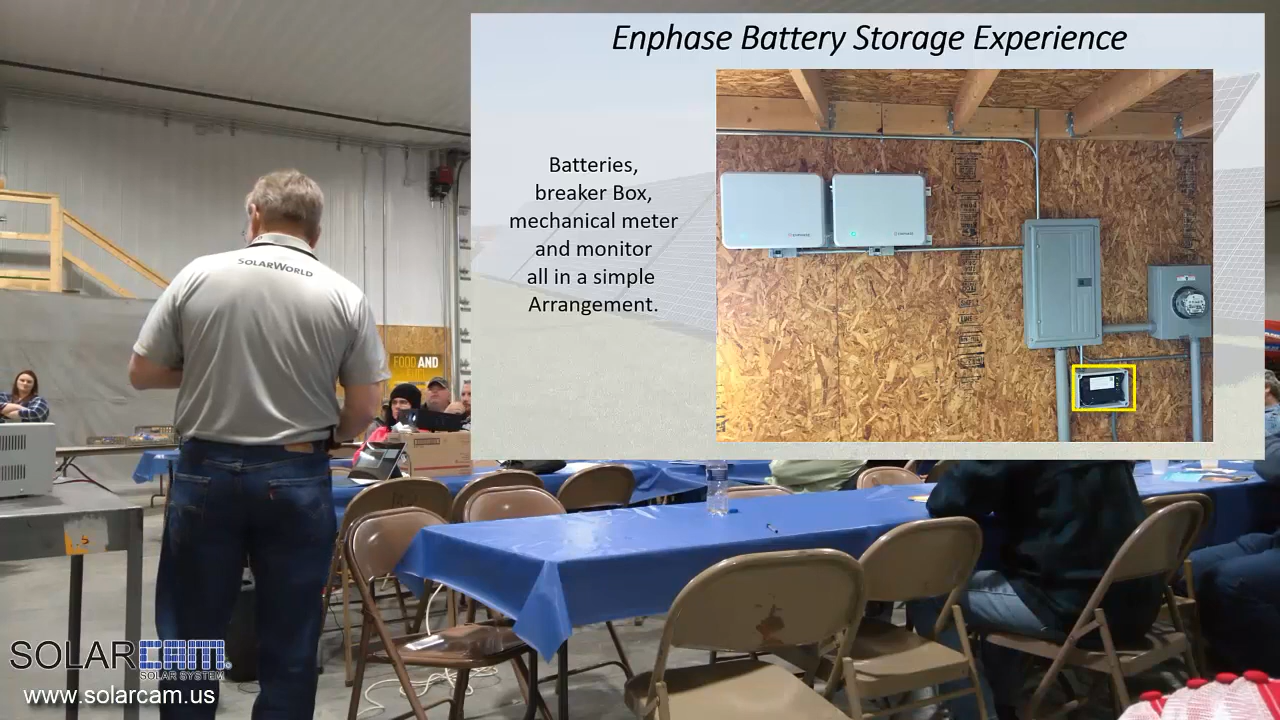 Enphase Battery Storage Experience
Batteries,
breaker Box,
mechanical meter
and monitor
all in a simple
Arrangement.
SOLARWORLD
FOOD AND
SOLARCAM
SOLAR SYSTEM
www.solarcam.us